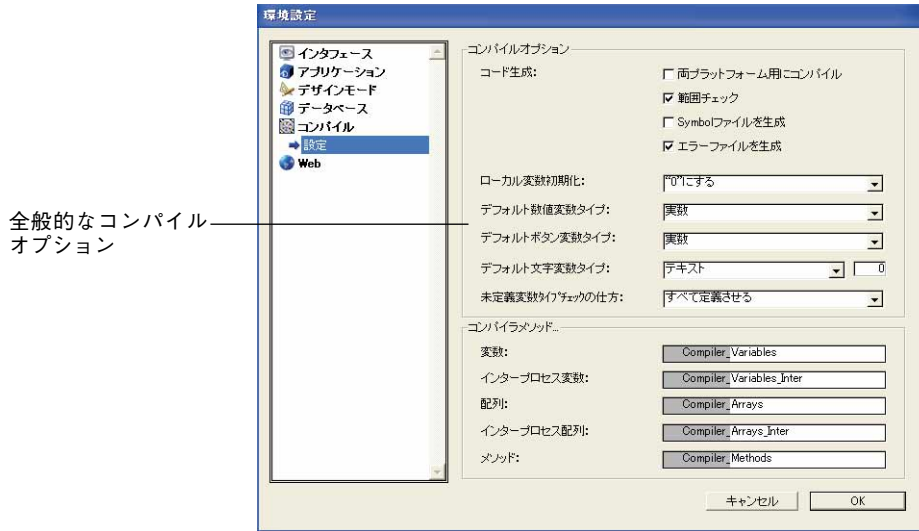 環境設定
インタフェース
アプリケーション
デザインモード
データベース
コンパイル
設定
Web
全般的なコンパイル
オプション
コンパイルオプション
コード生成:
両プラットフォーム用にコンパイル
範囲チェック
Symbolファイルを生成
エラーファイルを生成
ローカル変数初期化: "0"にする
デフォルト数値変数タイプ: 実数
デフォルトボタン変数タイプ: 実数
デフォルト文字変数タイプ: テキスト 0
未定義変数タイプチェックの仕方: すべて定義させる
コンパイラメソッド...
変数: Compiler_Variables
インタープロセス変数: Compiler_Variables_Inter
配列: Compiler_Arrays
インタープロセス配列: Compiler_Arrays_Inter
メソッド: Compiler_Methods
キャンセル OK